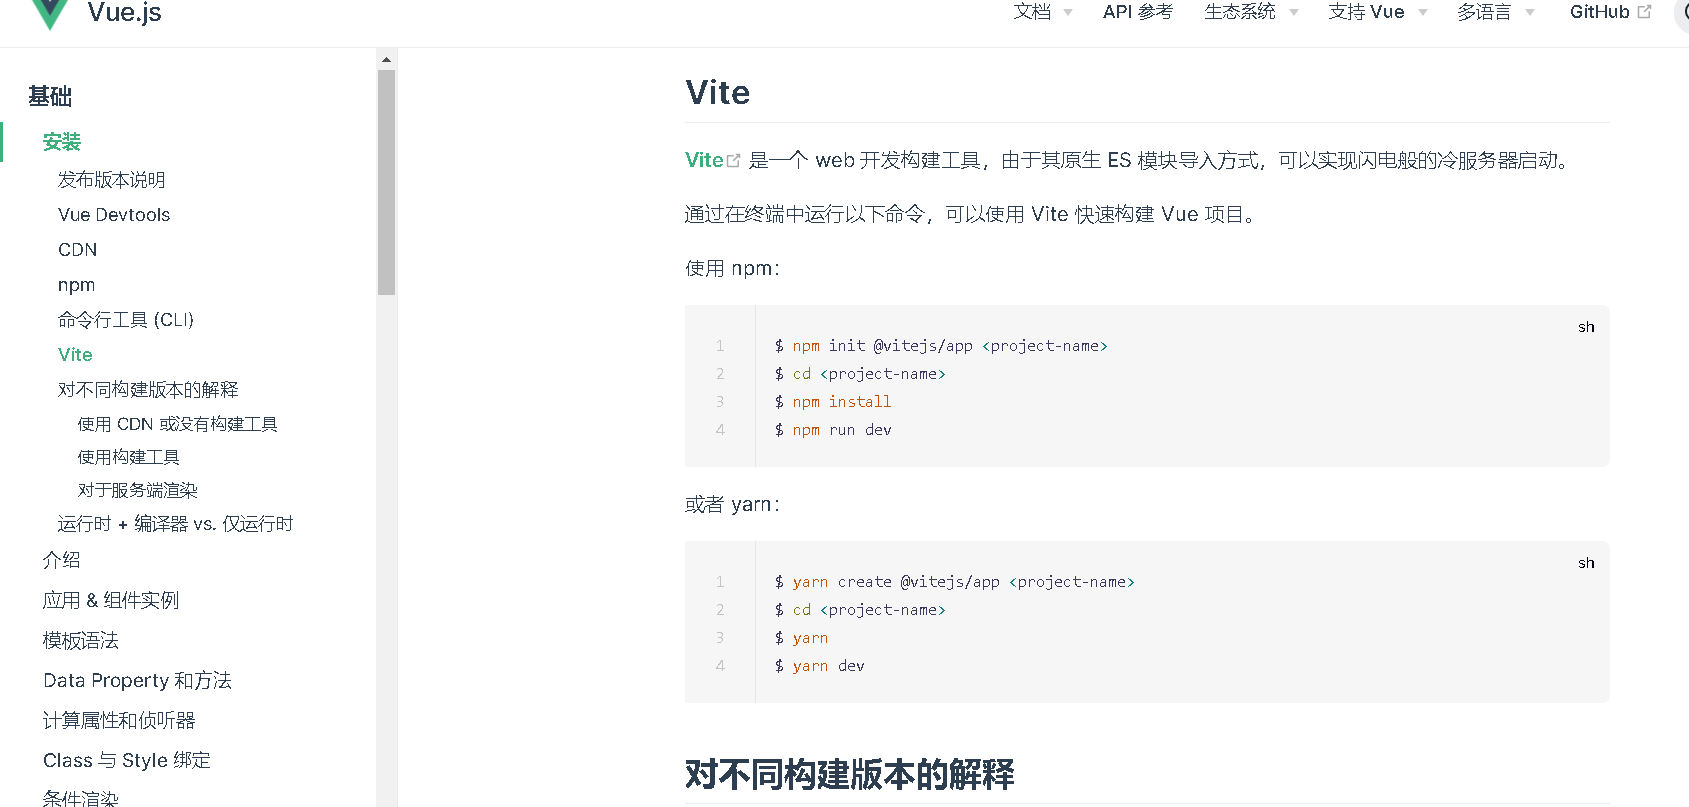 Vue.js
文档
API 参考
生态系统
支持 Vue
多语言
GitHub
基础
安装
发布版本说明
Vue Devtools
CDN
npm
命令行工具 (CLI)
Vite
对不同构建版本的解释
使用 CDN 或没有构建工具
使用构建工具
对于服务端渲染
运行时 + 编译器 vs. 仅运行时
介绍
应用 & 组件实例
模板语法
Data Property 和方法
计算属性和侦听器
Class 与 Style 绑定
条件渲染
Vite
Vite 是一个 web 开发构建工具，由于其原生 ES 模块导入方式，可以实现闪电般的冷服务器启动。
通过在终端中运行以下命令，可以使用 Vite 快速构建 Vue 项目。
使用 npm：
sh
1 $ npm init @vitejs/app <project-name>
2 $ cd <project-name>
3 $ npm install
4 $ npm run dev
或者 yarn：
sh
1 $ yarn create @vitejs/app <project-name>
2 $ cd <project-name>
3 $ yarn
4 $ yarn dev
对不同构建版本的解释